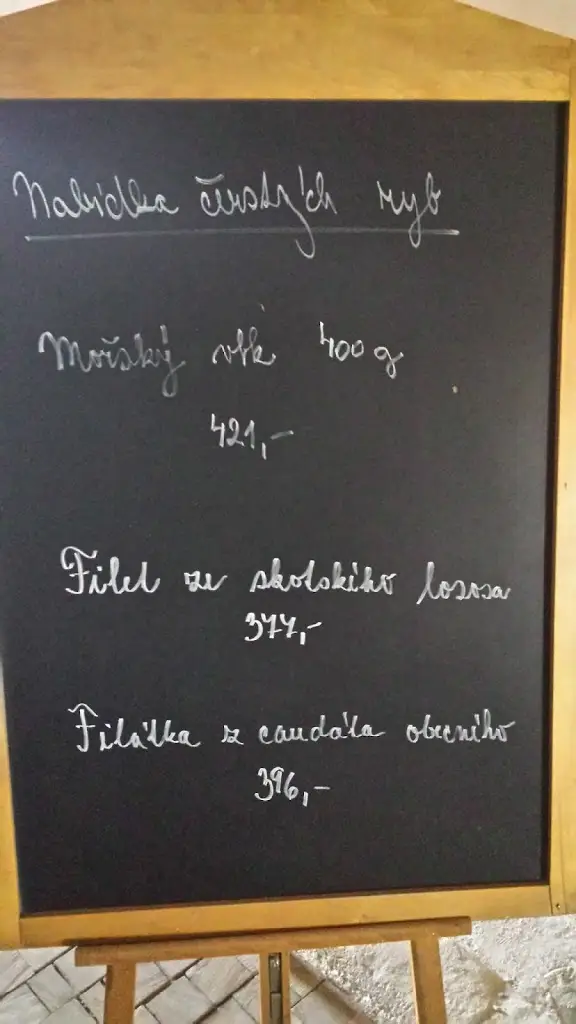 Nabídka čerstvých ryb
Mořský vlk 400 g
421,-
Filet ze skotského lososa
377,-
Filátka z candáta obecného
396,-